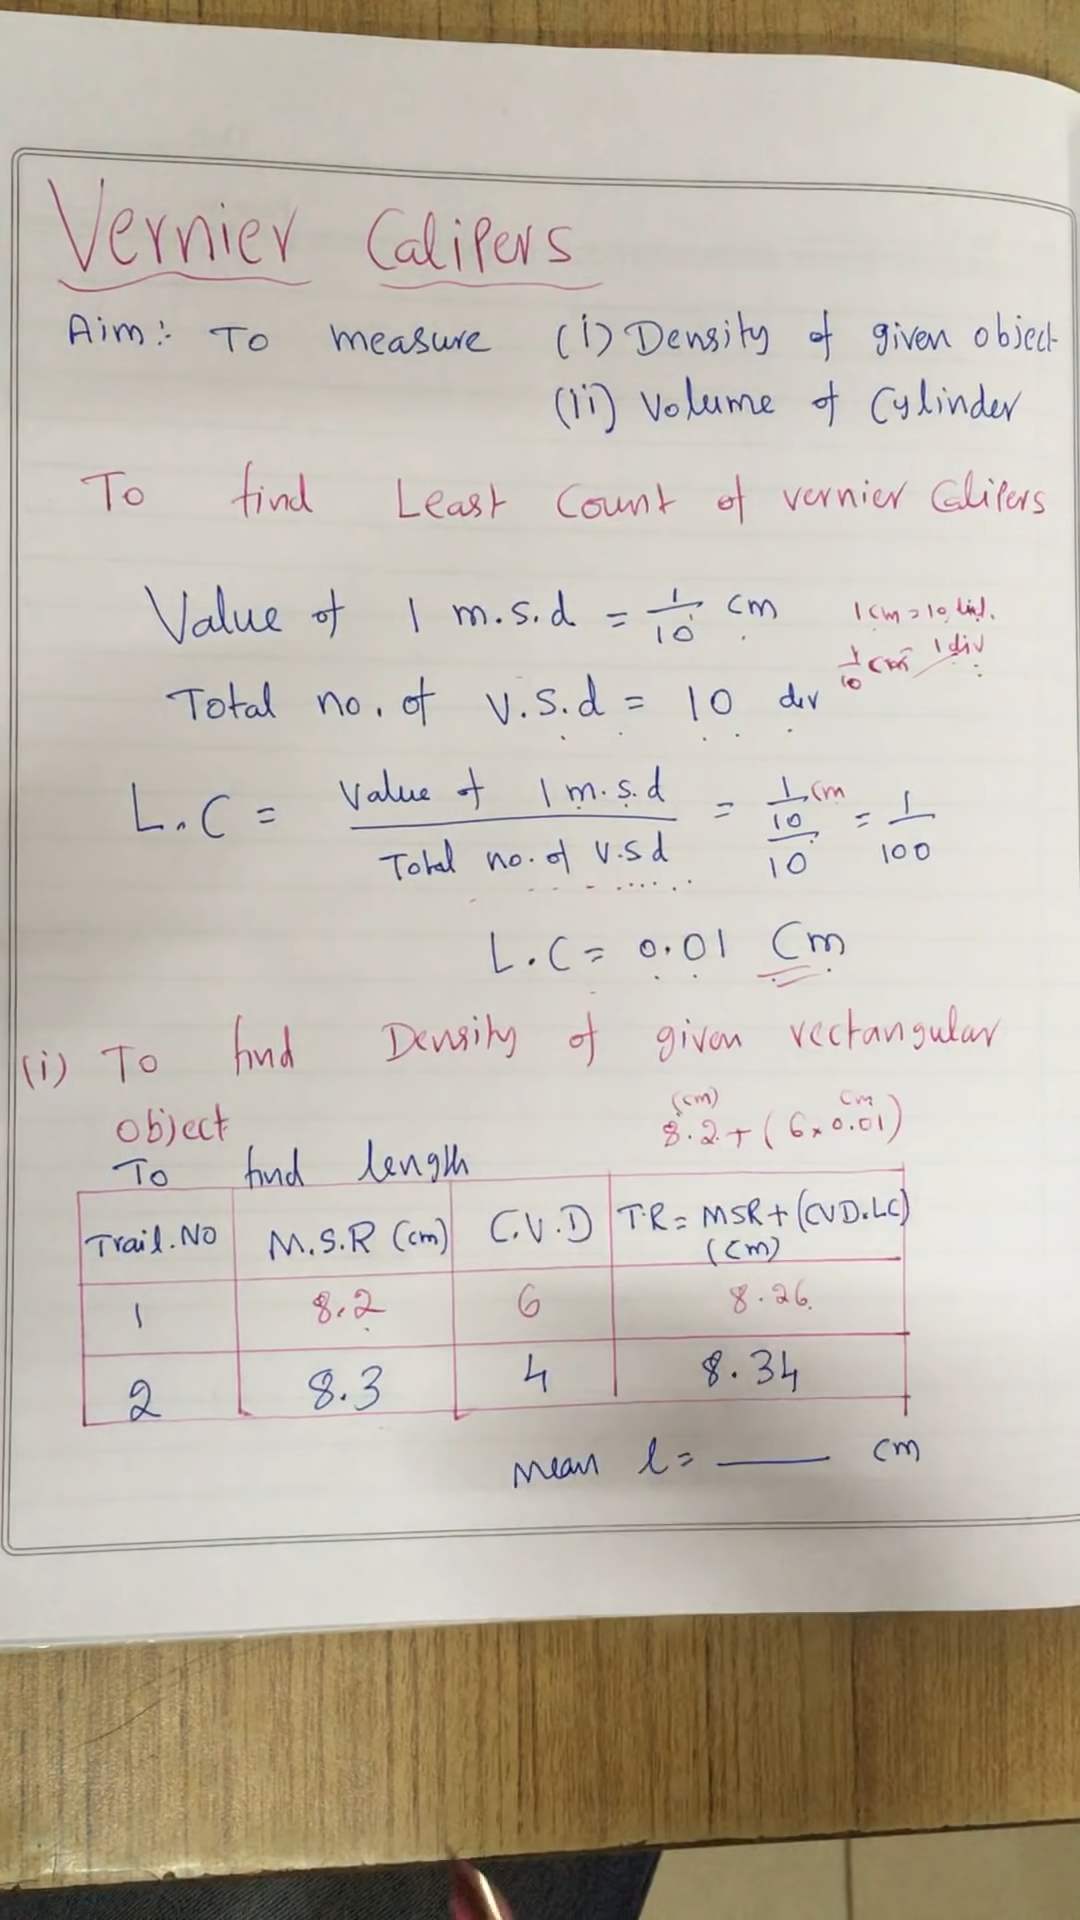 Vernier Calipers
Aim:- To measure (i) Density of given object
(ii) Volume of Cylinder
To find Least Count of vernier Calipers
Value of 1 m.s.d = 1/10 cm
1 cm = 10 div.
1/10 cm = 1 div
Total no. of v.s.d = 10 div
L.C = Value of 1 m.s.d / Total no. of v.s.d = 1/10 cm / 10 = 1/100
L.C = 0.01 Cm
(i) To find Density of given rectangular
object
(cm) cm
8.2 + (6 x 0.01)
To find length
Trail.No M.S.R (cm) C.V.D T.R = MSR + (CVD.LC) (cm)
1 8.2 6 8.26
2 8.3 4 8.34
mean l = ____ cm